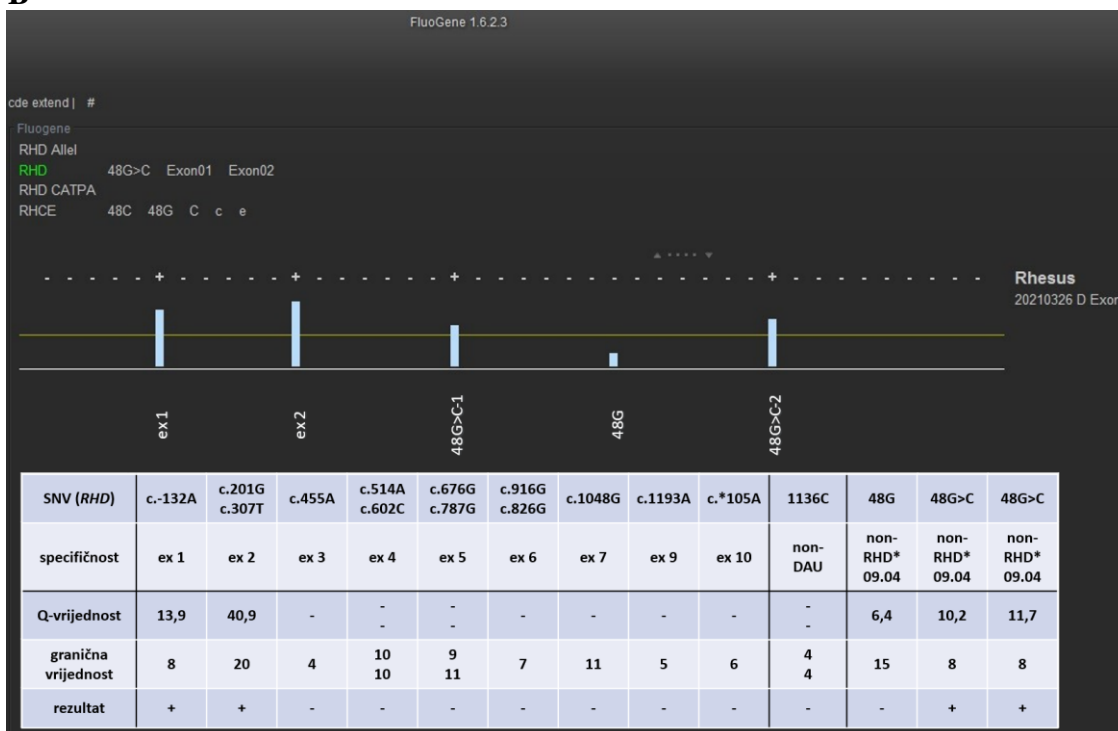 B
FluoGene 1.6.2.3
cde extend | #
Fluogene
RHD Allel
RHD 48G>C Exon01 Exon02
RHD CATPA
RHCE 48C 48G C c e
- - - - - + - - - - - + - - - - - - + - - - - - - - - - - - - - + - - - - - - - - -
Rhesus
20210326 D Exon
ex1 ex2 48G>C-1 48G 48G>C-2
SNV (RHD) c.-132A c.201G c.307T c.455A c.514A c.602C c.676G c.787G c.916G c.826G c.1048G c.1193A c.*105A 1136C 48G 48G>C 48G>C
specifičnost ex 1 ex 2 ex 3 ex 4 ex 5 ex 6 ex 7 ex 9 ex 10 non-DAU non-RHD* 09.04 non-RHD* 09.04 non-RHD* 09.04
Q-vrijednost 13,9 40,9 - - - - - - - - - - - - 6,4 10,2 11,7
granična vrijednost 8 20 4 10 10 9 11 7 11 5 6 4 4 15 8 8
rezultat + + - - - - - - - - - + +